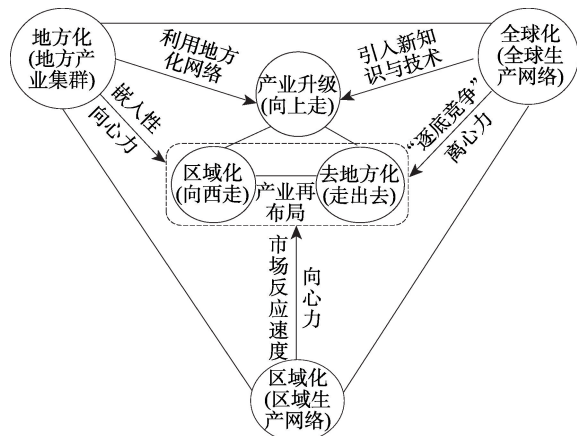 地方化
(地方产
业集群)
利用地方
化网络
引入新知
识与技术
全球化
(全球生
产网络)
产业升级
(向上走)
嵌人性
向心力
“逐底竞争”
离心力
区域化
(向西走)
去地方化
(走出去)
产业再
布局
市场反应速度
向心力
区域化
(区域生
产网络)